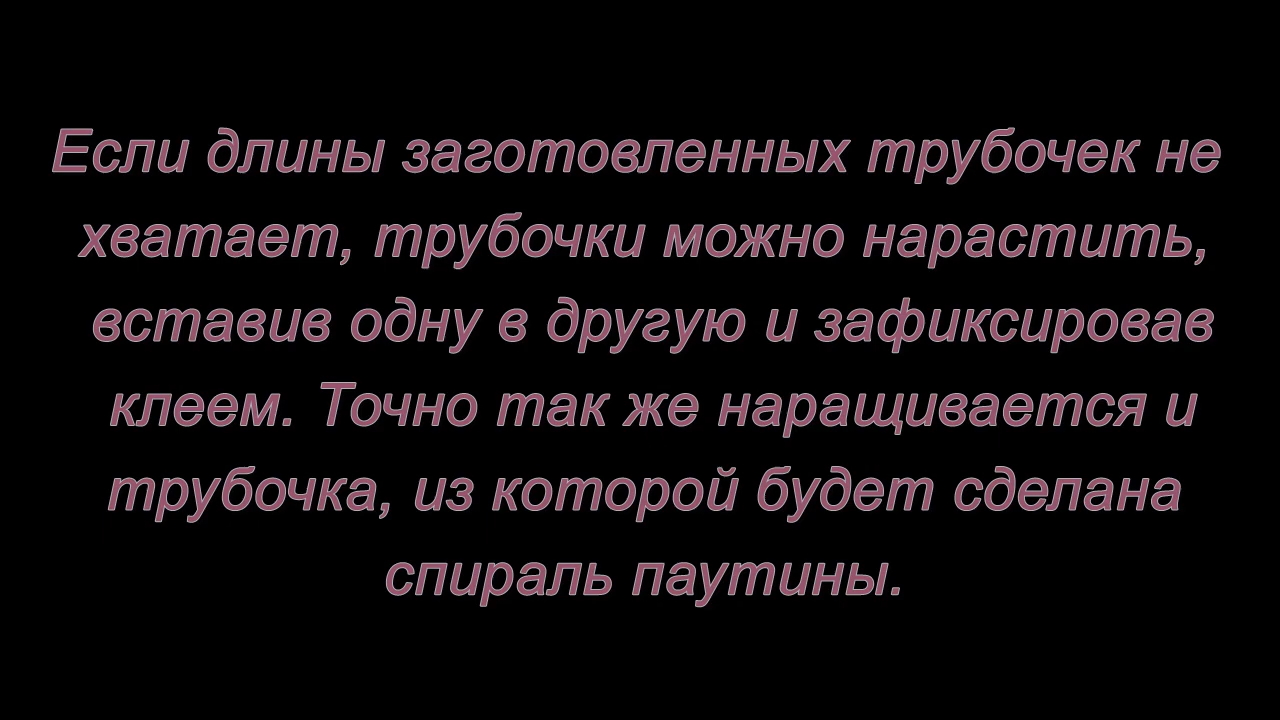 Если длины заготовленных трубочек не
хватает, трубочки можно нарастить,
вставив одну в другую и зафиксировав
клеем. Точно так же наращивается и
трубочка, из которой будет сделана
спираль паутины.